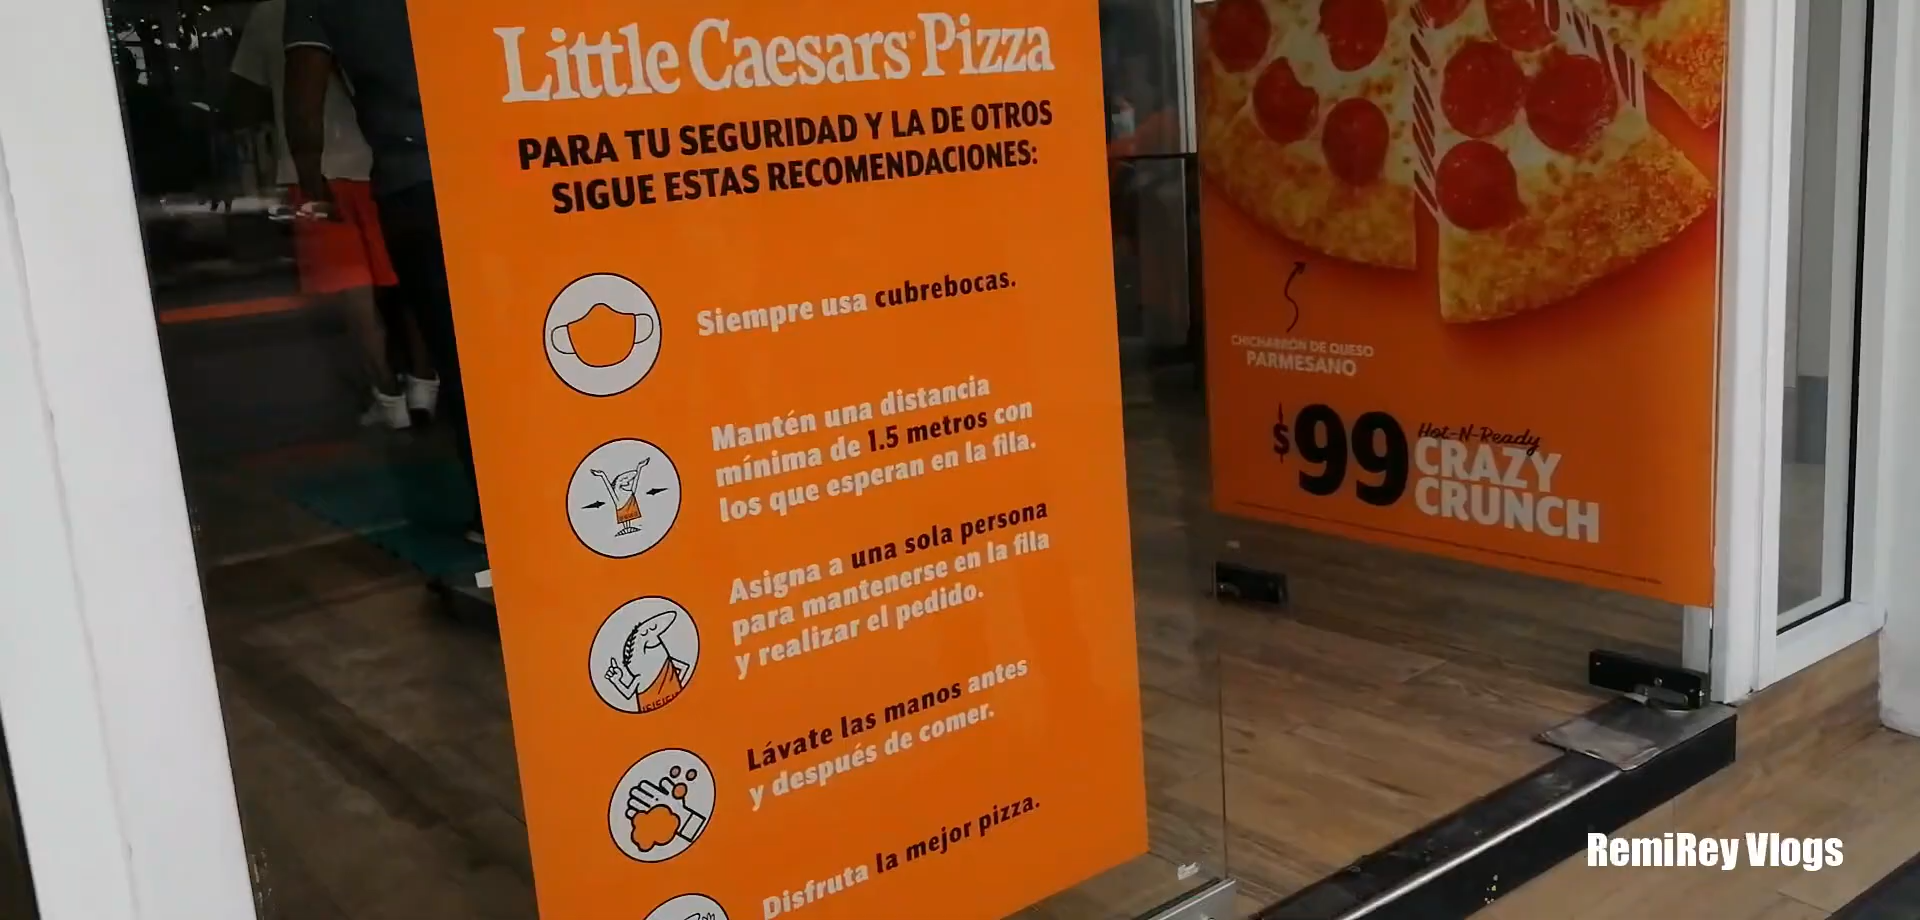 Little Caesars Pizza
PARA TU SEGURIDAD Y LA DE OTROS
SIGUE ESTAS RECOMENDACIONES:
Siempre usa cubrebocas.
Mantén una distancia
mínima de 1.5 metros con
los que esperan en la fila.
Asigna a una sola persona
para mantenerse en la fila
y realizar el pedido.
Lávate las manos antes
y después de comer.
Disfruta la mejor pizza.
CHICHARRÓN DE QUESO
PARMESANO
$99 Hot-N-Ready
CRAZY
CRUNCH
RemiRey Vlogs